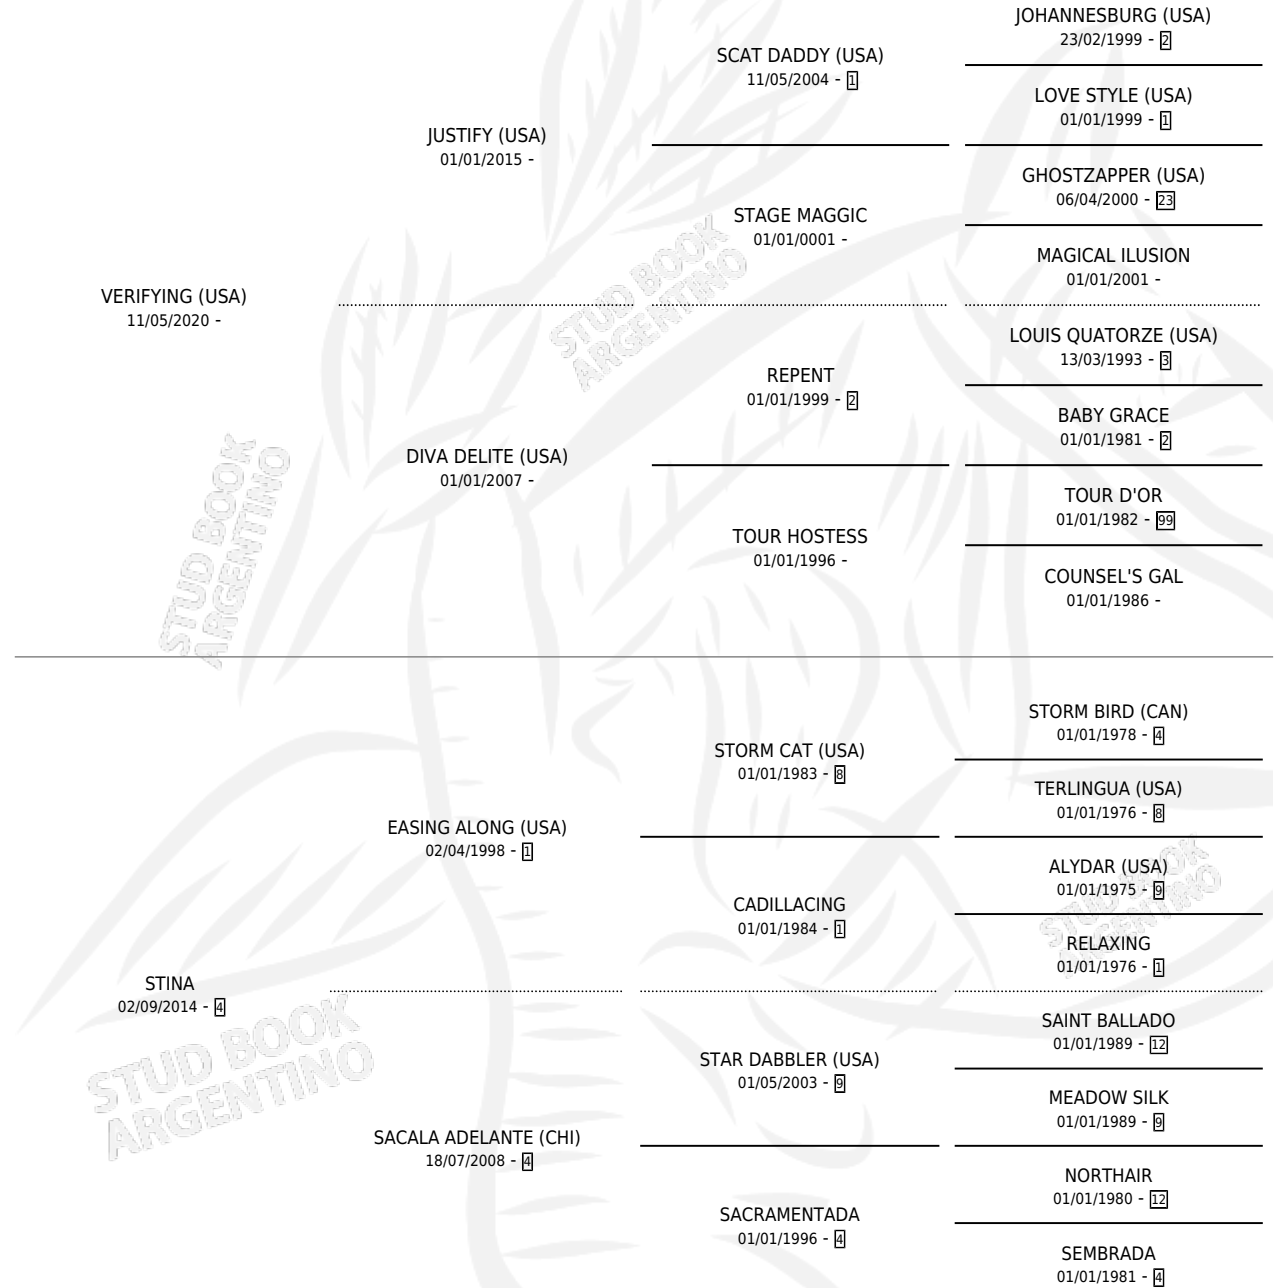 JOHANNESBURG (USA)
23/02/1999 - 2
SCAT DADDY (USA)
11/05/2004 - 1
LOVE STYLE (USA)
01/01/1999 - 1
JUSTIFY (USA)
01/01/2015 -
GHOSTZAPPER (USA)
06/04/2000 - 23
STAGE MAGGIC
01/01/0001 -
MAGICAL ILUSION
01/01/2001 -
VERIFYING (USA)
11/05/2020 -
LOUIS QUATORZE (USA)
13/03/1993 - 3
REPENT
01/01/1999 - 2
BABY GRACE
01/01/1981 - 2
DIVA DELITE (USA)
01/01/2007 -
TOUR D'OR
01/01/1982 - 99
TOUR HOSTESS
01/01/1996 -
COUNSEL'S GAL
01/01/1986 -
STUD BOOK
ARGENTINO
STUD BOOK
ARGENTINO
STORM BIRD (CAN)
01/01/1978 - 4
STORM CAT (USA)
01/01/1983 - 8
TERLINGUA (USA)
01/01/1976 - 8
EASING ALONG (USA)
02/04/1998 - 1
ALYDAR (USA)
01/01/1975 - 9
CADILLACING
01/01/1984 - 1
RELAXING
01/01/1976 - 1
STINA
02/09/2014 - 4
SAINT BALLADO
01/01/1989 - 12
STAR DABBLER (USA)
01/05/2003 - 9
MEADOW SILK
01/01/1989 - 9
SACALA ADELANTE (CHI)
18/07/2008 - 4
NORTHAIR
01/01/1980 - 12
SACRAMENTADA
01/01/1996 - 4
SEMBRADA
01/01/1981 - 4
STUD BOOK
ARGENTINO
STUD BOOK
ARGENTINO